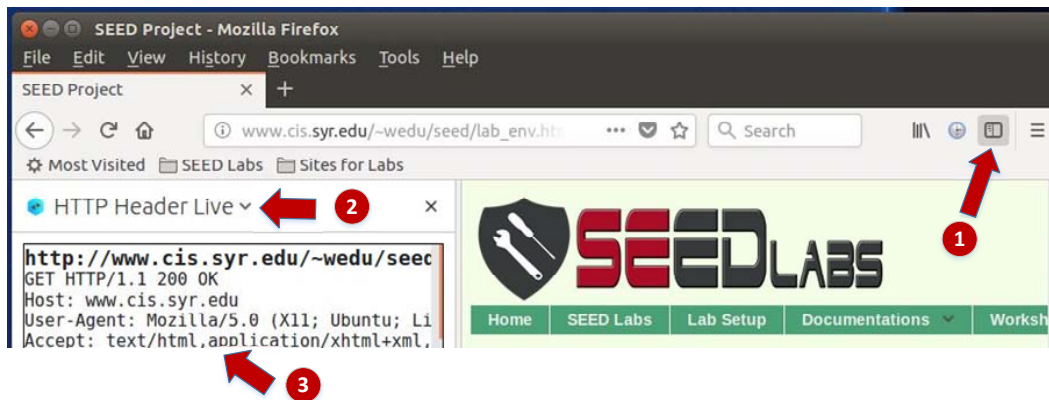 SEED Project - Mozilla Firefox
File Edit View History Bookmarks Tools Help
SEED Project × +
www.cis.syr.edu/~wedu/seed/lab_env.ht Search
Most Visited SEED Labs Sites for Labs
1
HTTP Header Live 2 ×
http://www.cis.syr.edu/~wedu/seed
GET HTTP/1.1 200 OK
Host: www.cis.syr.edu
User-Agent: Mozilla/5.0 (X11; Ubuntu; Li
Accept: text/html,application/xhtml+xml,
3
SEEDLABS
Home SEED Labs Lab Setup Documentations Worksh